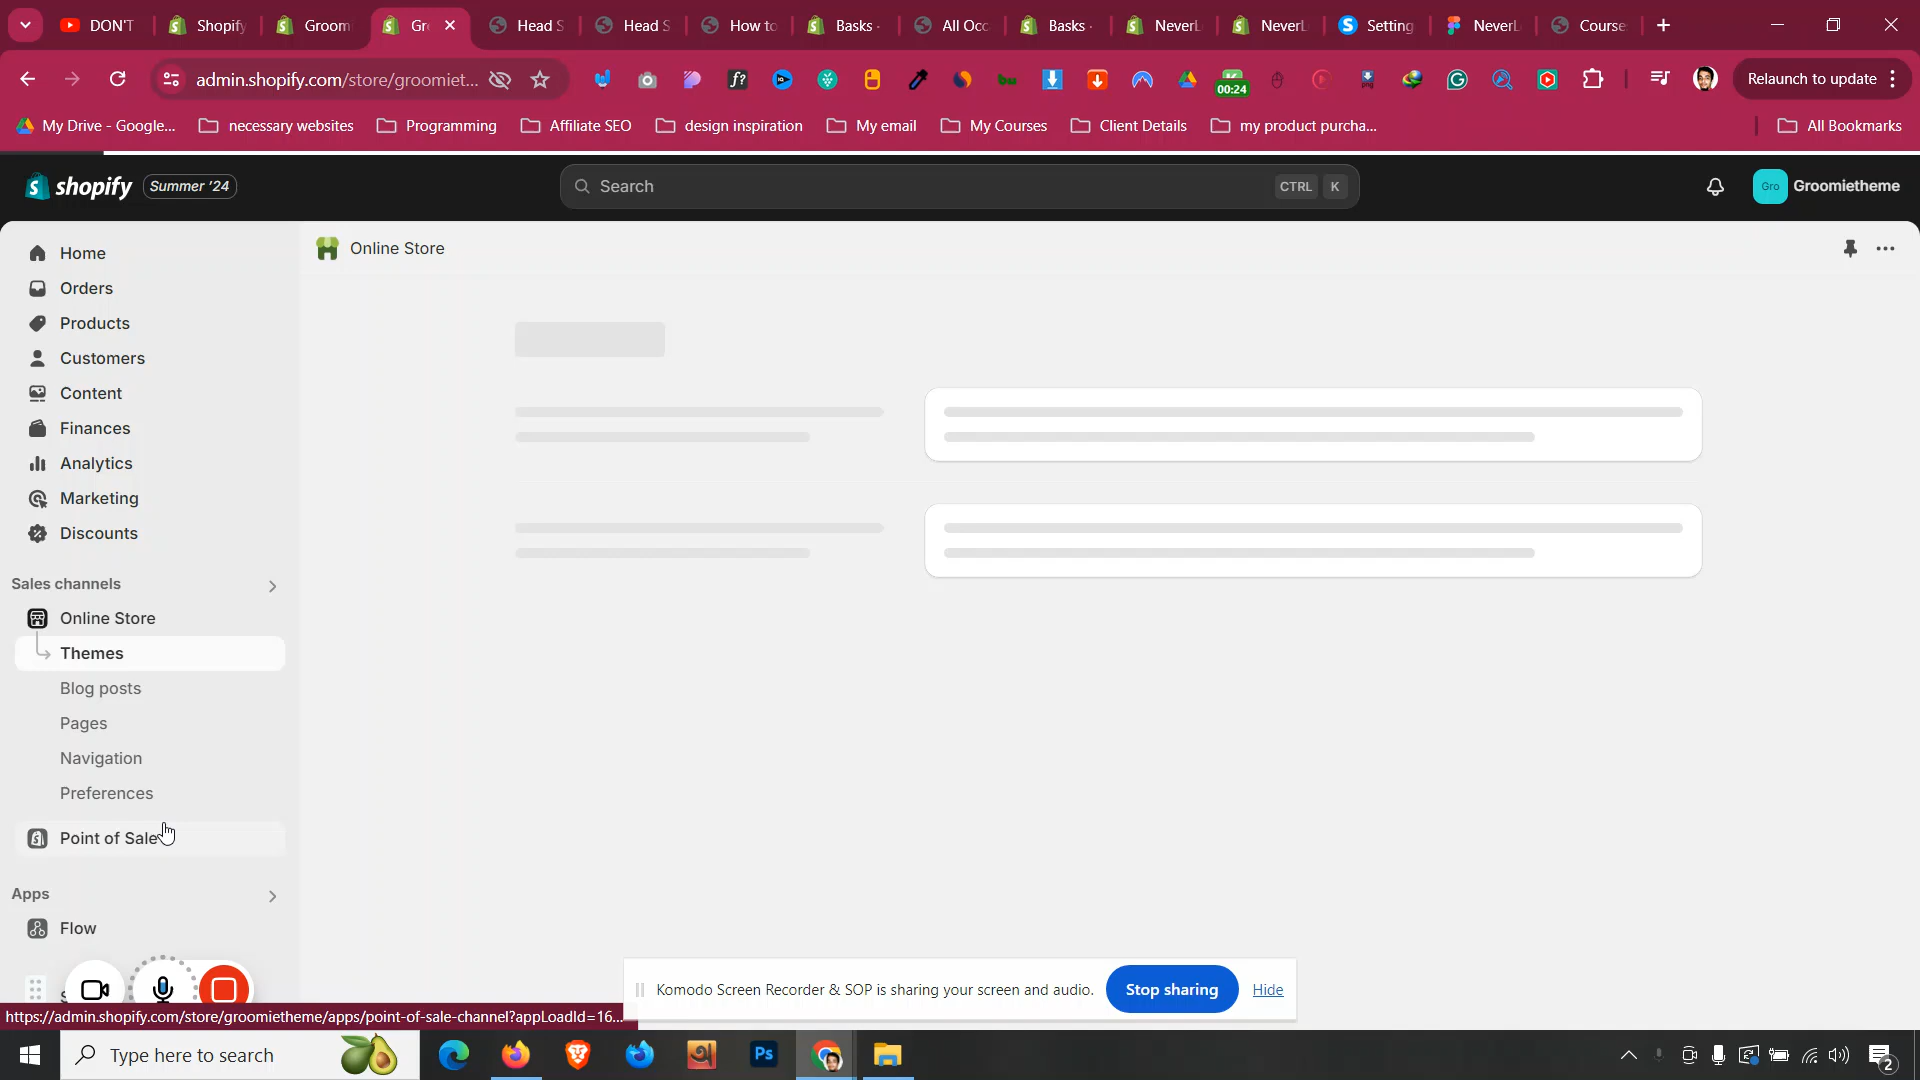 DON'T
Shopify
Groom
Gr
Head S
Head S
How to
Basks
All Occ
Basks
NeverL
NeverL
Setting
NeverL
Course
admin.shopify.com/store/groomiet...
00:24
Relaunch to update
My Drive - Google...
necessary websites
Programming
Affiliate SEO
design inspiration
My email
My Courses
Client Details
my product purcha...
All Bookmarks
shopify
Summer '24
Search
CTRL
K
Gro
Groomietheme
Home
Orders
Products
Customers
Content
Finances
Analytics
Marketing
Discounts
Sales channels
Online Store
Themes
Blog posts
Pages
Navigation
Preferences
Point of Sale
Apps
Flow
Online Store
Komodo Screen Recorder & SOP is sharing your screen and audio.
Stop sharing
Hide
https://admin.shopify.com/store/groomietheme/apps/point-of-sale-channel?appLoadId=16...
Type here to search
Ps
2